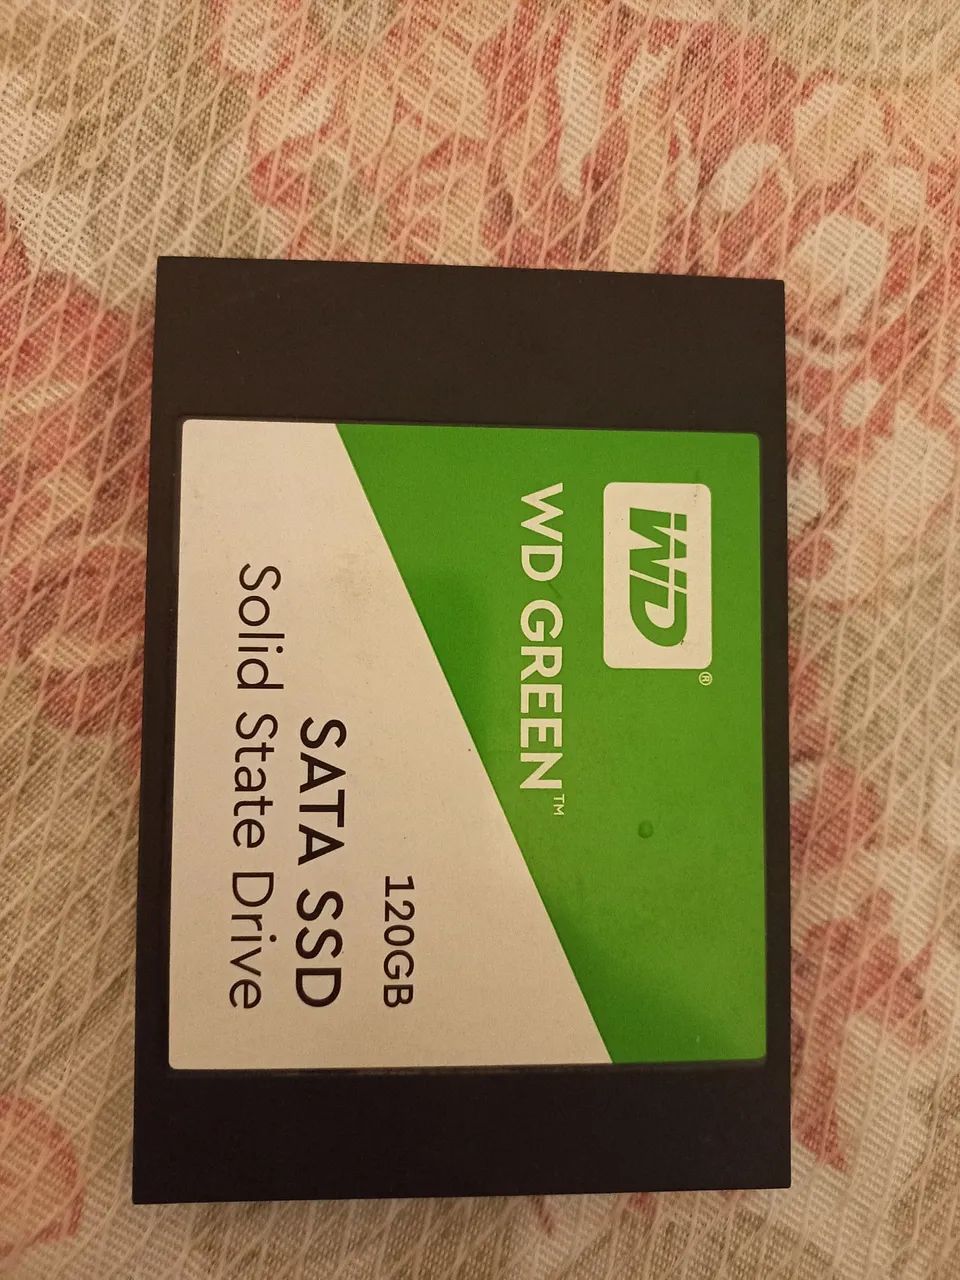 WD®
WD GREEN™
120GB
SATA SSD
Solid State Drive